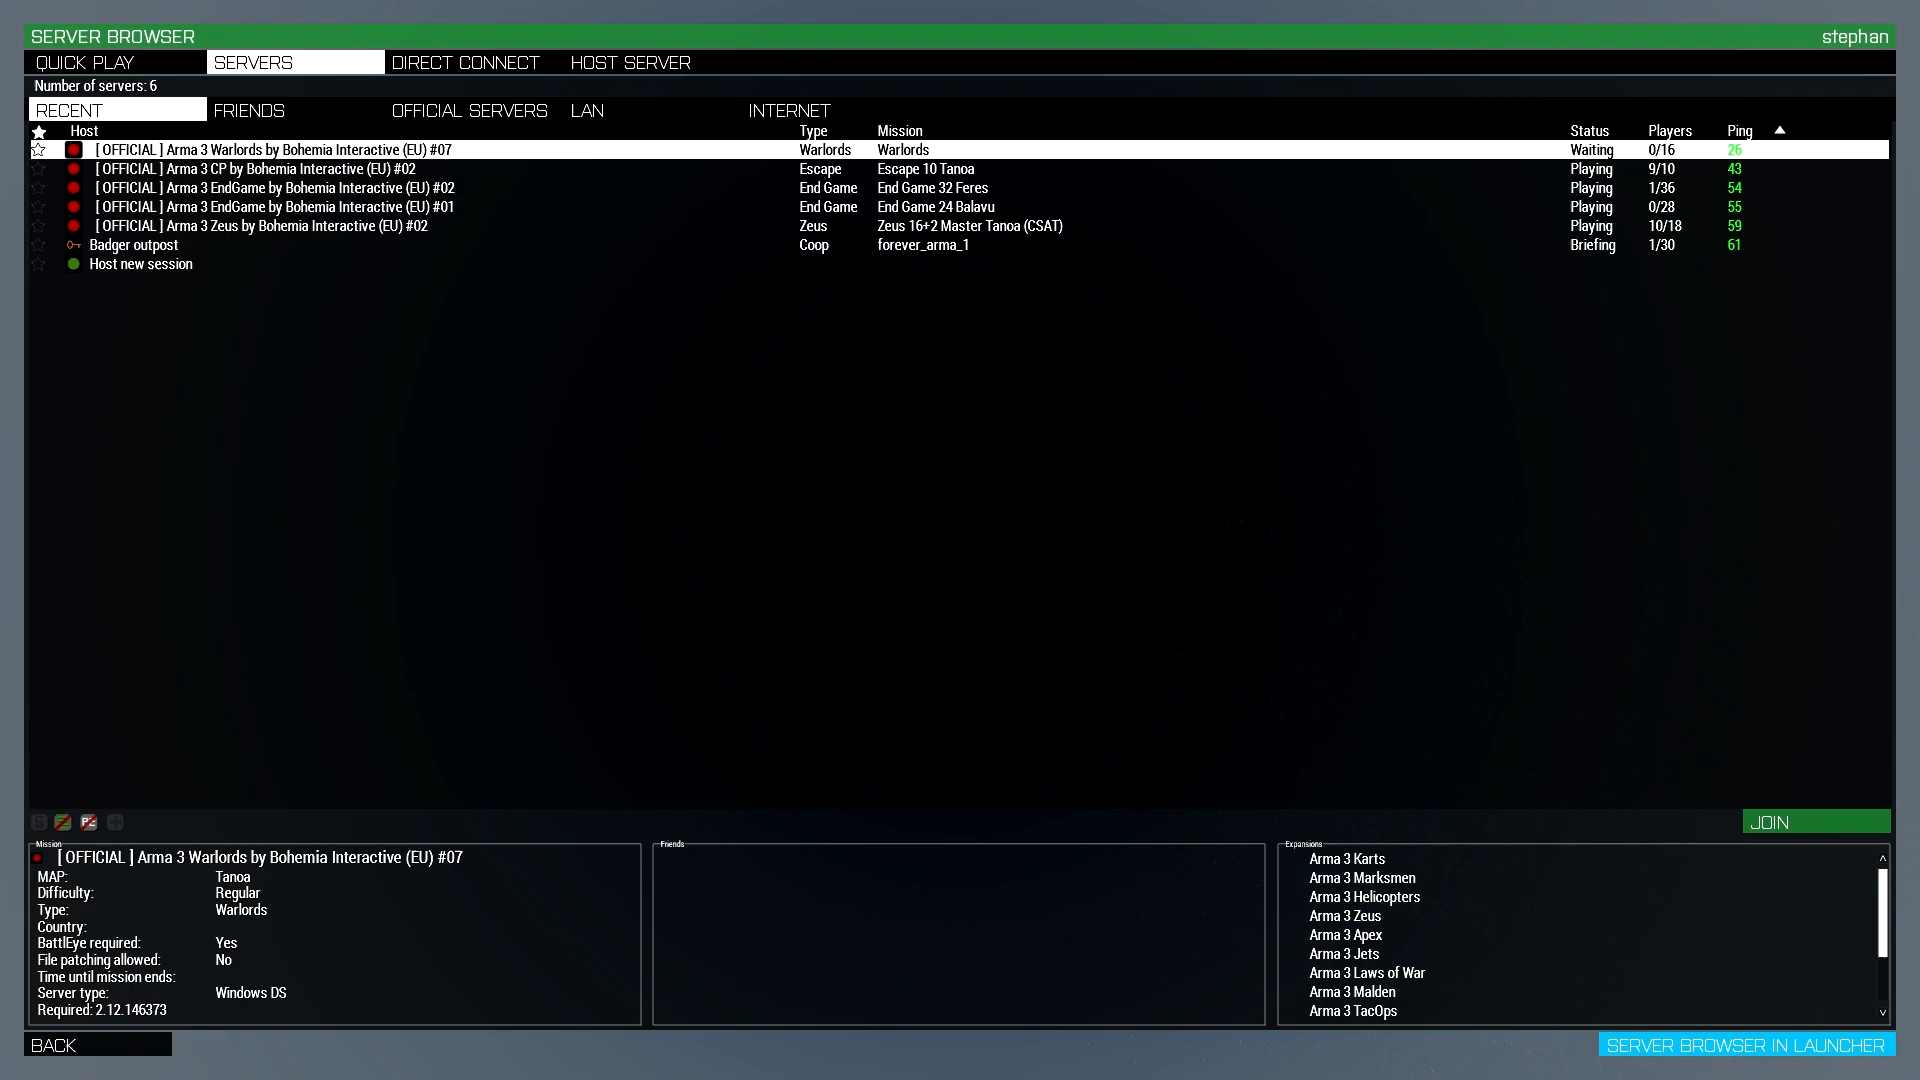 SERVER BROWSER stephan
QUICK PLAY SERVERS DIRECT CONNECT HOST SERVER
Number of servers: 6
RECENT FRIENDS OFFICIAL SERVERS LAN INTERNET
Host Type Mission Status Players Ping
[ OFFICIAL ] Arma 3 Warlords by Bohemia Interactive (EU) #07 Warlords Warlords Waiting 0/16 26
[ OFFICIAL ] Arma 3 CP by Bohemia Interactive (EU) #02 Escape Escape 10 Tanoa Playing 9/10 43
[ OFFICIAL ] Arma 3 EndGame by Bohemia Interactive (EU) #02 End Game End Game 32 Feres Playing 1/36 54
[ OFFICIAL ] Arma 3 EndGame by Bohemia Interactive (EU) #01 End Game End Game 24 Balavu Playing 0/28 55
[ OFFICIAL ] Arma 3 Zeus by Bohemia Interactive (EU) #02 Zeus Zeus 16+2 Master Tanoa (CSAT) Playing 10/18 59
Badger outpost Coop forever_arma_1 Briefing 1/30 61
Host new session
JOIN
Mission
[ OFFICIAL ] Arma 3 Warlords by Bohemia Interactive (EU) #07
MAP: Tanoa
Difficulty: Regular
Type: Warlords
Country:
BattlEye required: Yes
File patching allowed: No
Time until mission ends:
Server type: Windows DS
Required: 2.12.146373
Friends
Expansions
Arma 3 Karts
Arma 3 Marksmen
Arma 3 Helicopters
Arma 3 Zeus
Arma 3 Apex
Arma 3 Jets
Arma 3 Laws of War
Arma 3 Malden
Arma 3 TacOps
BACK SERVER BROWSER IN LAUNCHER